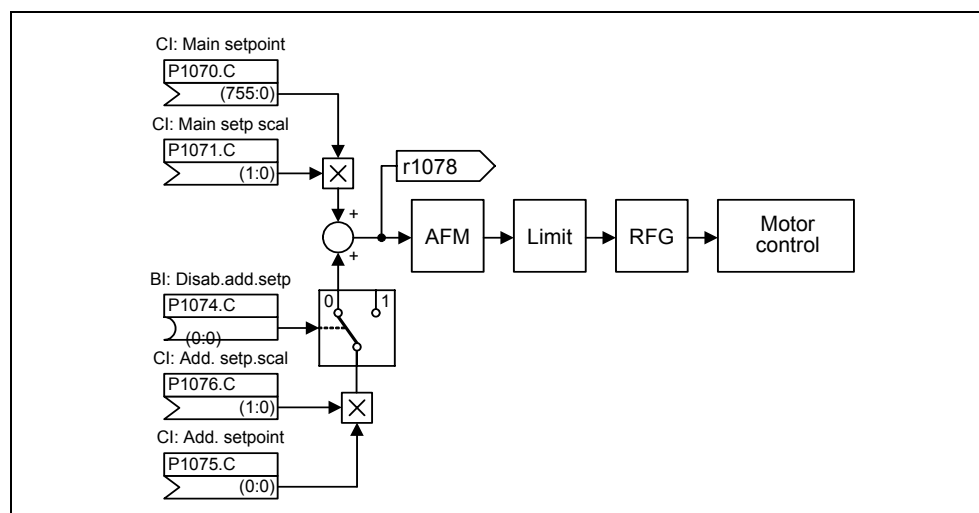 CI: Main setpoint
P1070.C
(755:0)
CI: Main setp scal
P1071.C
(1:0)
r1078
+
+
AFM
Limit
RFG
Motor
control
BI: Disab.add.setp
0
1
P1074.C
(0:0)
CI: Add. setp.scal
P1076.C
(1:0)
CI: Add. setpoint
P1075.C
(0:0)